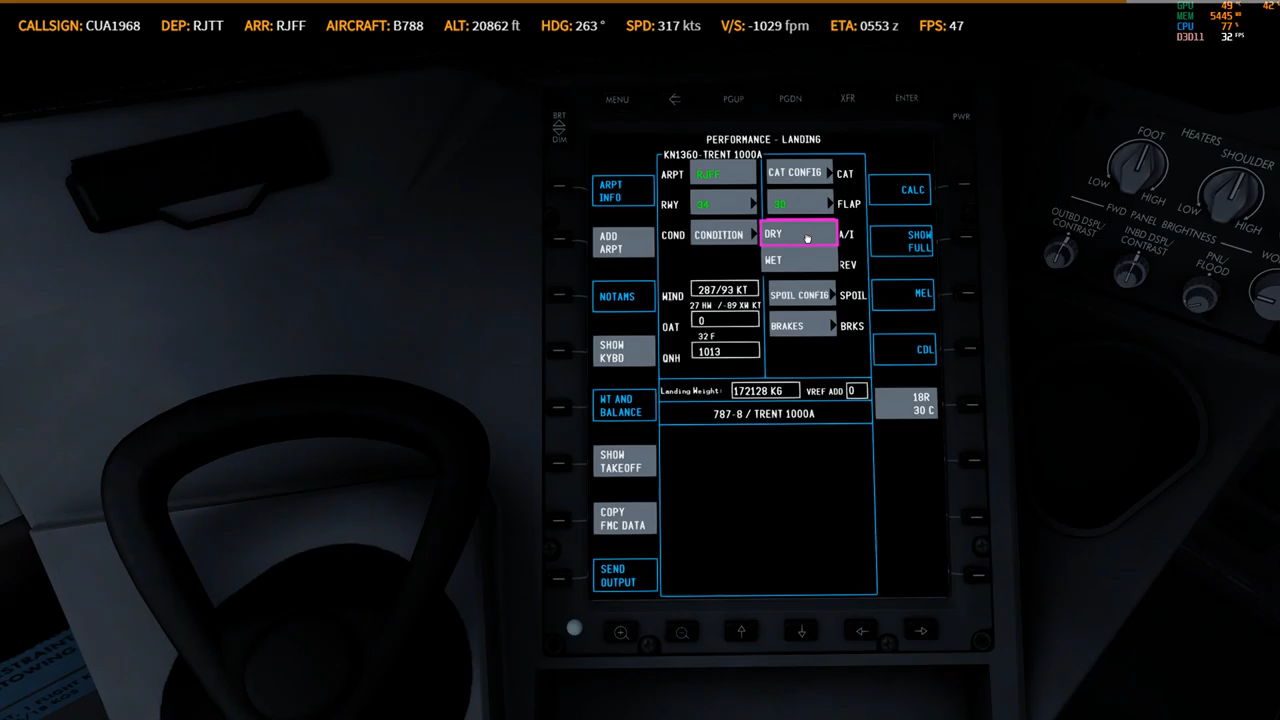 CALLSIGN: CUA1968 DEP: RJTT ARR: RJFF AIRCRAFT: B788 ALT: 20862 ft HDG: 263 ° SPD: 317 kts V/S: -1029 fpm ETA: 0553 z FPS: 47
GPU 49 °C 42
MEM 5445
CPU 77
D3D11 32 FPS
MENU PGUP PGDN XFR ENTER
BRT
DIM
PWR
PERFORMANCE - LANDING
KN1360-TRENT 1000A
ARPT INFO
ARPT RJFF CAT CONFIG CAT
CALC
RWY 34 30 FLAP
ADD ARPT
COND CONDITION DRY A/I
SHOW FULL
WET REV
NOTAMS
WIND 287/93 KT SPOIL CONFIG SPOIL
MEL
27 HW /-89 XW KT
OAT 0 BRAKES BRKS
32 F
SHOW KYBD
QNH 1013
CDL
WT AND BALANCE
Landing Weight: 172128 KG VREF ADD 0
18R
30 C
787-8 / TRENT 1000A
SHOW TAKEOFF
COPY FMC DATA
SEND OUTPUT
FOOT HEATERS SHOULDER
LOW HIGH LOW HIGH
FWD PANEL BRIGHTNESS
OUTBD DSPL/ CONTRAST
INBD DSPL/ CONTRAST
PNL/ FLOOD